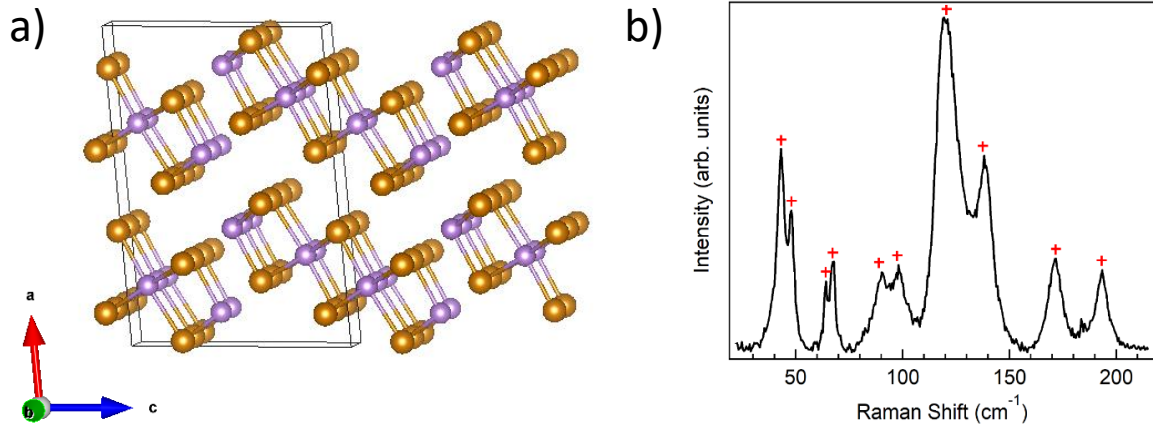 a)
a
b
c
b)
Intensity (arb. units)
50
100
150
200
Raman Shift (cm⁻¹)